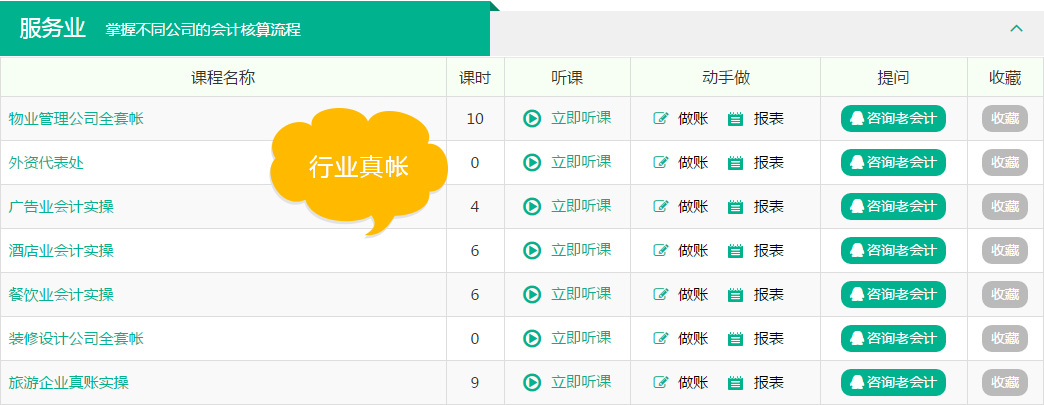 服务业 掌握不同公司的会计核算流程
课程名称 课时 听课 动手做 提问 收藏
物业管理公司全套帐 10 立即听课 做账 报表 咨询老会计 收藏
外资代表处 0 立即听课 做账 报表 咨询老会计 收藏
行业真帐
广告业会计实操 4 立即听课 做账 报表 咨询老会计 收藏
酒店业会计实操 6 立即听课 做账 报表 咨询老会计 收藏
餐饮业会计实操 6 立即听课 做账 报表 咨询老会计 收藏
装修设计公司全套帐 0 立即听课 做账 报表 咨询老会计 收藏
旅游企业真账实操 9 立即听课 做账 报表 咨询老会计 收藏